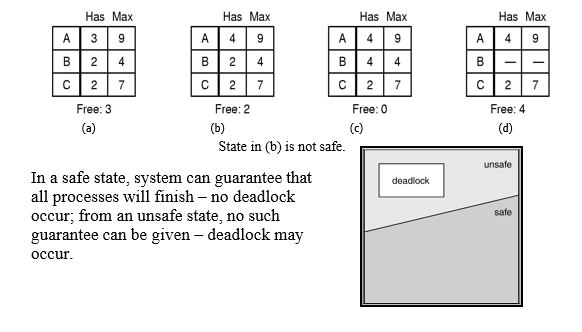 Has Max
A 3 9
B 2 4
C 2 7
Free: 3
(a)
Has Max
A 4 9
B 2 4
C 2 7
Free: 2
(b)
Has Max
A 4 9
B 4 4
C 2 7
Free: 0
(c)
Has Max
A 4 9
B — —
C 2 7
Free: 4
(d)
State in (b) is not safe.
In a safe state, system can guarantee that
all processes will finish – no deadlock
occur; from an unsafe state, no such
guarantee can be given – deadlock may
occur.
unsafe
deadlock
safe